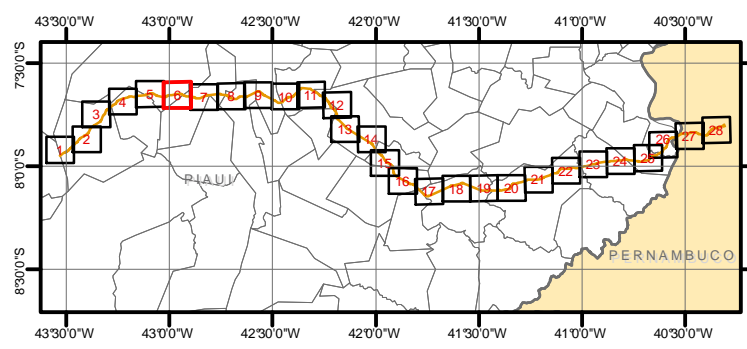 43°30'0"W 43°0'0"W 42°30'0"W 42°0'0"W 41°30'0"W 41°0'0"W 40°30'0"W
7°30'0"S
8°0'0"S
8°30'0"S
1 2 3 4 5 6 7 8 9 10 11 12 13 14 15 16 17 18 19 20 21 22 23 24 25 26 27 28
PIAUI
PERNAMBUCO
43°30'0"W 43°0'0"W 42°30'0"W 42°0'0"W 41°30'0"W 41°0'0"W 40°30'0"W